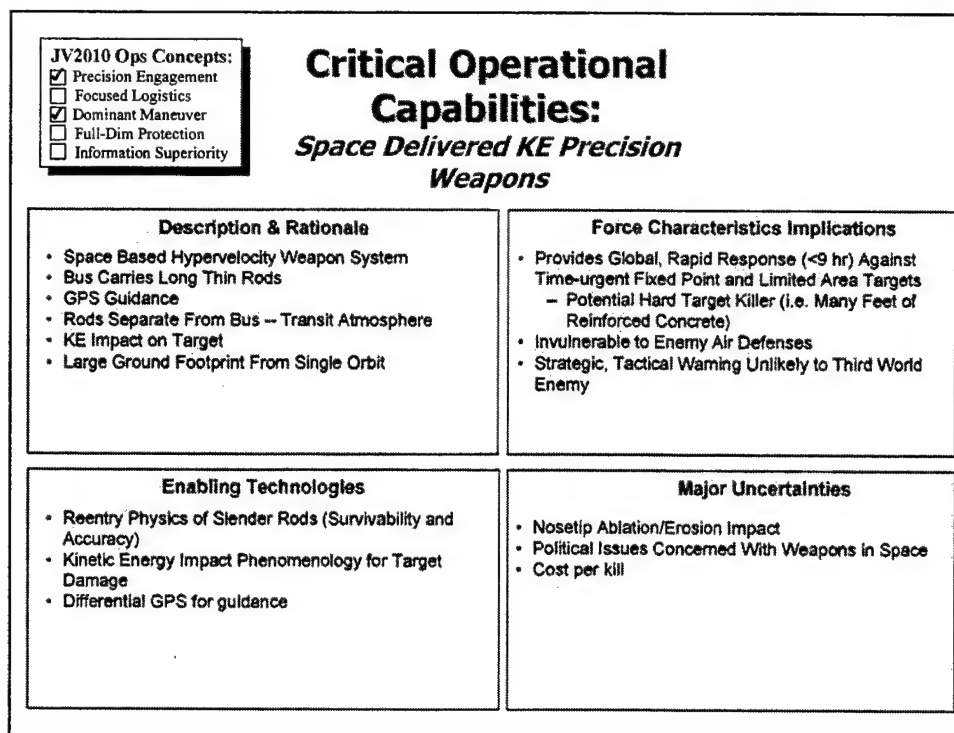 JV2010 Ops Concepts:
☑ Precision Engagement
☐ Focused Logistics
☑ Dominant Maneuver
☐ Full-Dim Protection
☐ Information Superiority
Critical Operational
Capabilities:
Space Delivered KE Precision
Weapons
Description & Rationale
• Space Based Hypervelocity Weapon System
• Bus Carries Long Thin Rods
• GPS Guidance
• Rods Separate From Bus -- Transit Atmosphere
• KE Impact on Target
• Large Ground Footprint From Single Orbit
Force Characteristics Implications
• Provides Global, Rapid Response (<9 hr) Against
Time-urgent Fixed Point and Limited Area Targets
– Potential Hard Target Killer (i.e. Many Feet of
Reinforced Concrete)
• Invulnerable to Enemy Air Defenses
• Strategic, Tactical Warning Unlikely to Third World
Enemy
Enabling Technologies
• Reentry Physics of Slender Rods (Survivability and
Accuracy)
• Kinetic Energy Impact Phenomenology for Target
Damage
• Differential GPS for guidance
Major Uncertainties
• Nosetip Ablation/Erosion Impact
• Political Issues Concerned With Weapons in Space
• Cost per kill